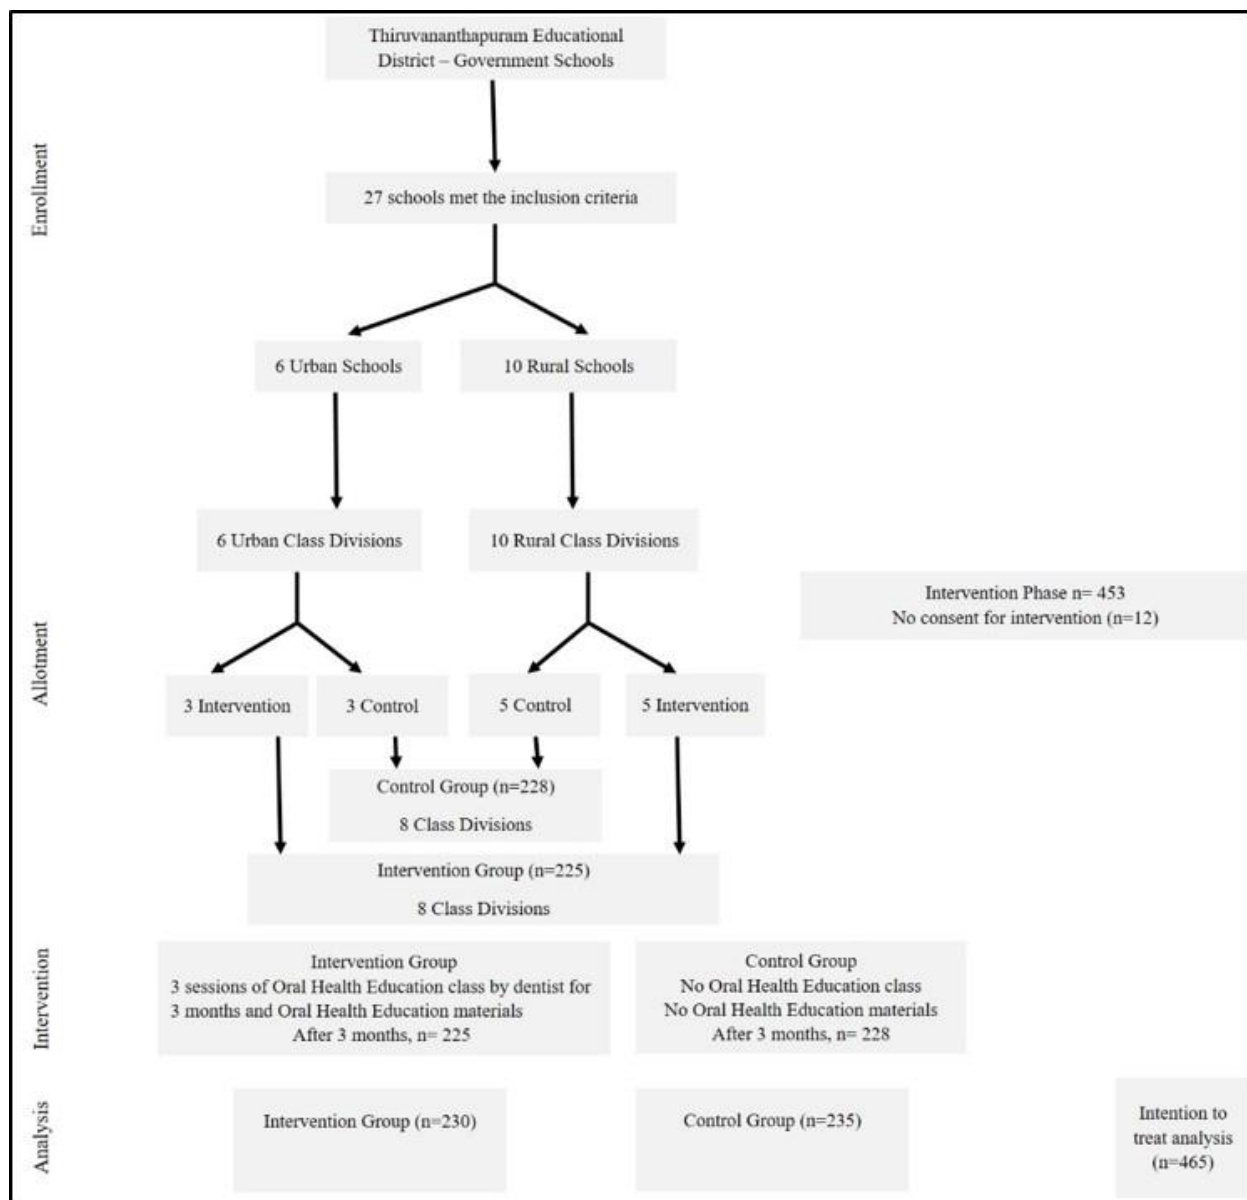 Thiruvananthapuram Educational
District – Government Schools
Enrollment
27 schools met the inclusion criteria
6 Urban Schools
10 Rural Schools
6 Urban Class Divisions
10 Rural Class Divisions
Intervention Phase n= 453
No consent for intervention (n=12)
Allotment
3 Intervention
3 Control
5 Control
5 Intervention
Control Group (n=228)
8 Class Divisions
Intervention Group (n=225)
8 Class Divisions
Intervention
Intervention Group
3 sessions of Oral Health Education class by dentist for
3 months and Oral Health Education materials
After 3 months, n= 225
Control Group
No Oral Health Education class
No Oral Health Education materials
After 3 months, n= 228
Analysis
Intervention Group (n=230)
Control Group (n=235)
Intention to
treat analysis
(n=465)